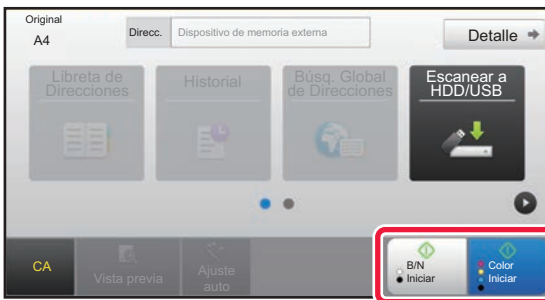 Original
A4
Direcc.
Dispositivo de memoria externa
Detalle
Libreta de
Direcciones
Historial
Búsq. Global
de Direcciones
Escanear a
HDD/USB
CA
Vista previa
Ajuste
auto
B/N
Iniciar
Color
Iniciar